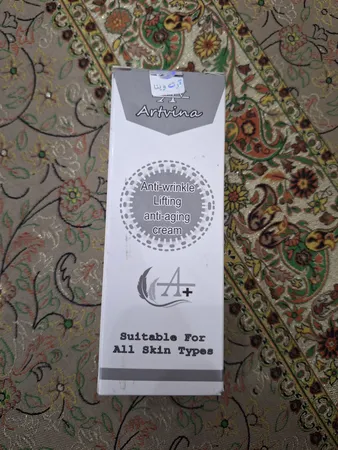 A+
Artvina
Anti-wrinkle
Lifting
anti-aging
cream
A+
Suitable For
All Skin Types